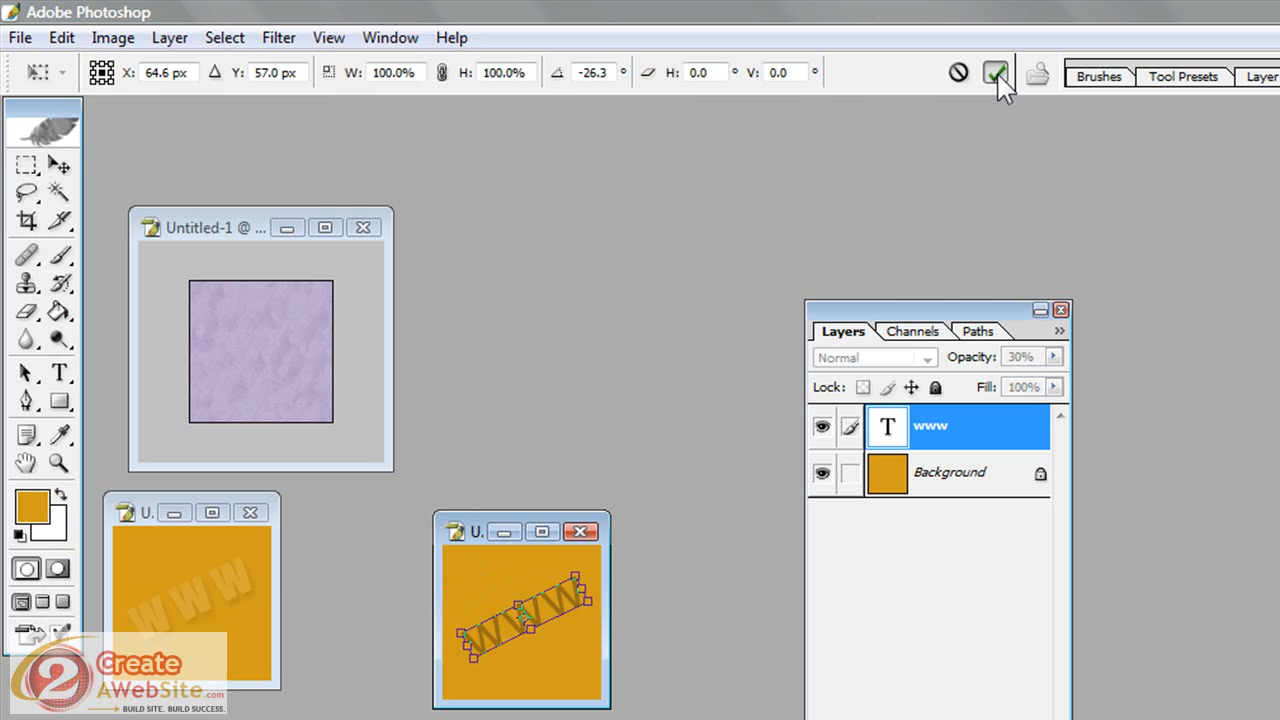 Adobe Photoshop
File Edit Image Layer Select Filter View Window Help
X: 64.6 px Y: 57.0 px W: 100.0% H: 100.0% -26.3 ° H: 0.0 ° V: 0.0 °
Brushes Tool Presets Layer
Untitled-1 @ ...
Layers Channels Paths
Normal Opacity: 30%
Lock: Fill: 100%
T www
Background
T
U.
U.
WWW
WWW
2 Create
AWebSite.com
BUILD SITE. BUILD SUCCESS.